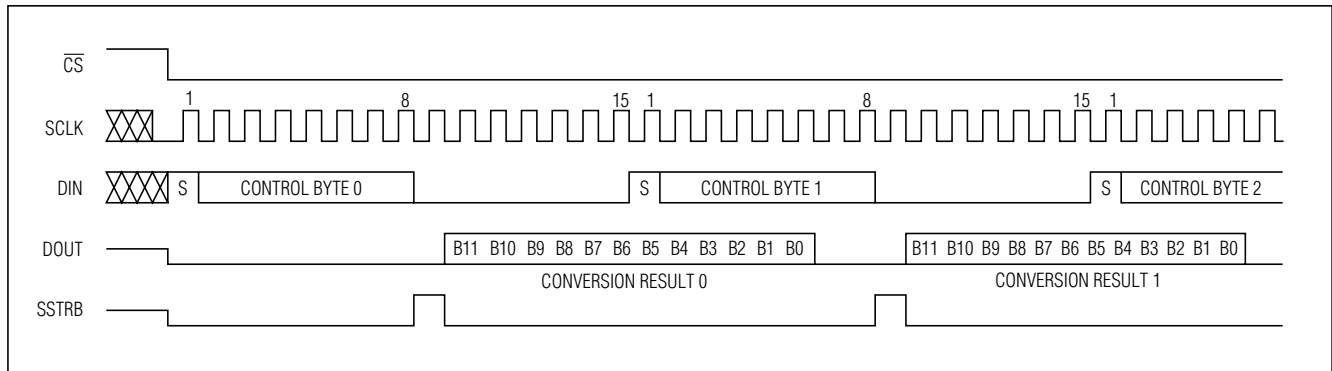 CS
1 8 15 1 8 15 1
SCLK
DIN S CONTROL BYTE 0 S CONTROL BYTE 1 S CONTROL BYTE 2
DOUT B11 B10 B9 B8 B7 B6 B5 B4 B3 B2 B1 B0 B11 B10 B9 B8 B7 B6 B5 B4 B3 B2 B1 B0
CONVERSION RESULT 0 CONVERSION RESULT 1
SSTRB